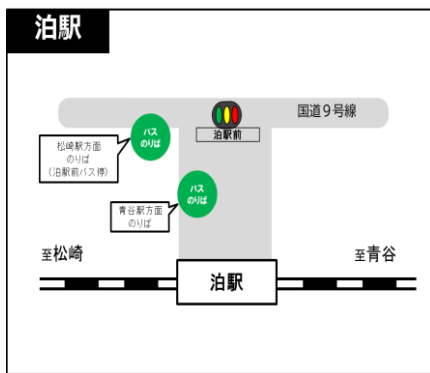 泊駅
国道９号線
泊駅前
バス
のりば
松崎駅方面
のりば
(泊駅前バス停)
バス
のりば
青谷駅方面
のりば
至松崎
至青谷
泊駅